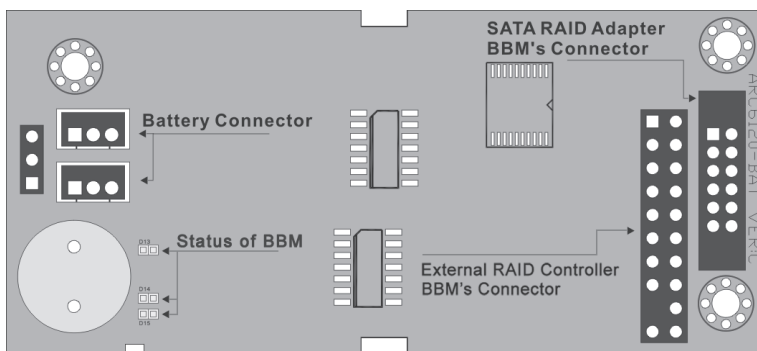 SATA RAID Adapter
BBM's Connector
Battery Connector
D13
Status of BBM
D14
D15
External RAID Controller
BBM's Connector
ARC6120-BAT VER:C